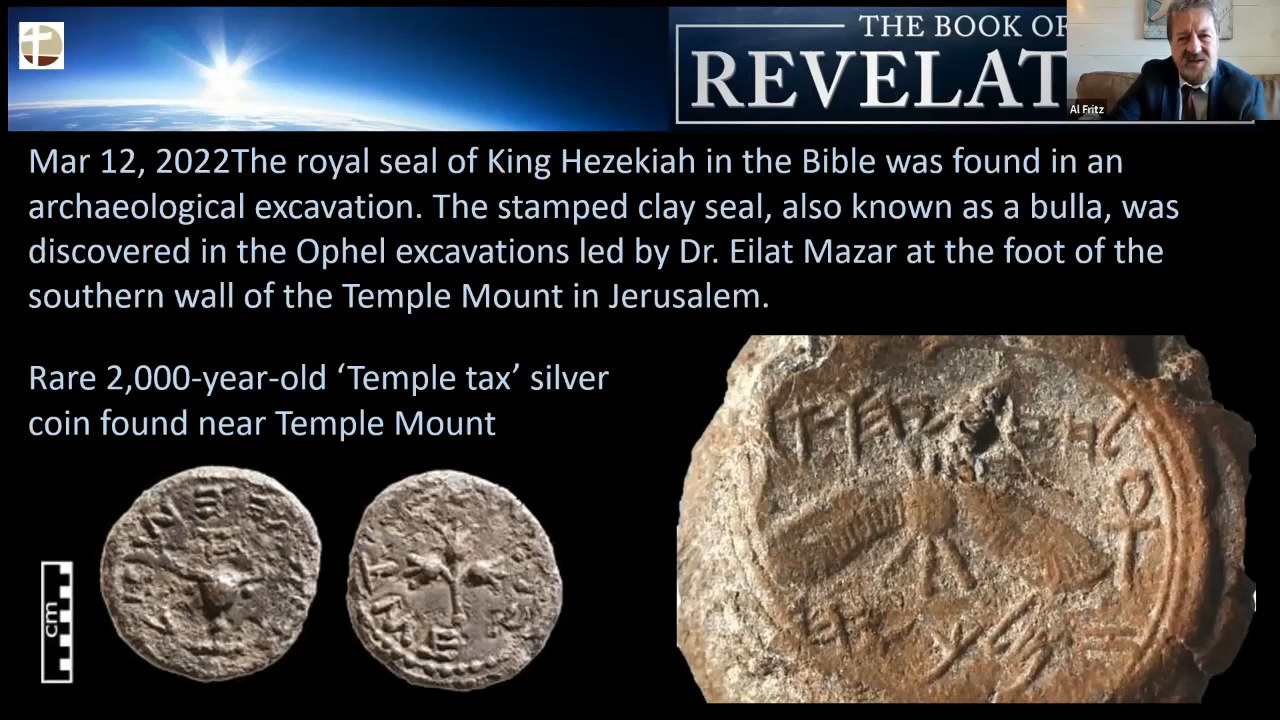 THE BOOK OF
REVELAT
Al Fritz
Mar 12, 2022The royal seal of King Hezekiah in the Bible was found in an
archaeological excavation. The stamped clay seal, also known as a bulla, was
discovered in the Ophel excavations led by Dr. Eilat Mazar at the foot of the
southern wall of the Temple Mount in Jerusalem.
Rare 2,000-year-old ‘Temple tax’ silver
coin found near Temple Mount
cm